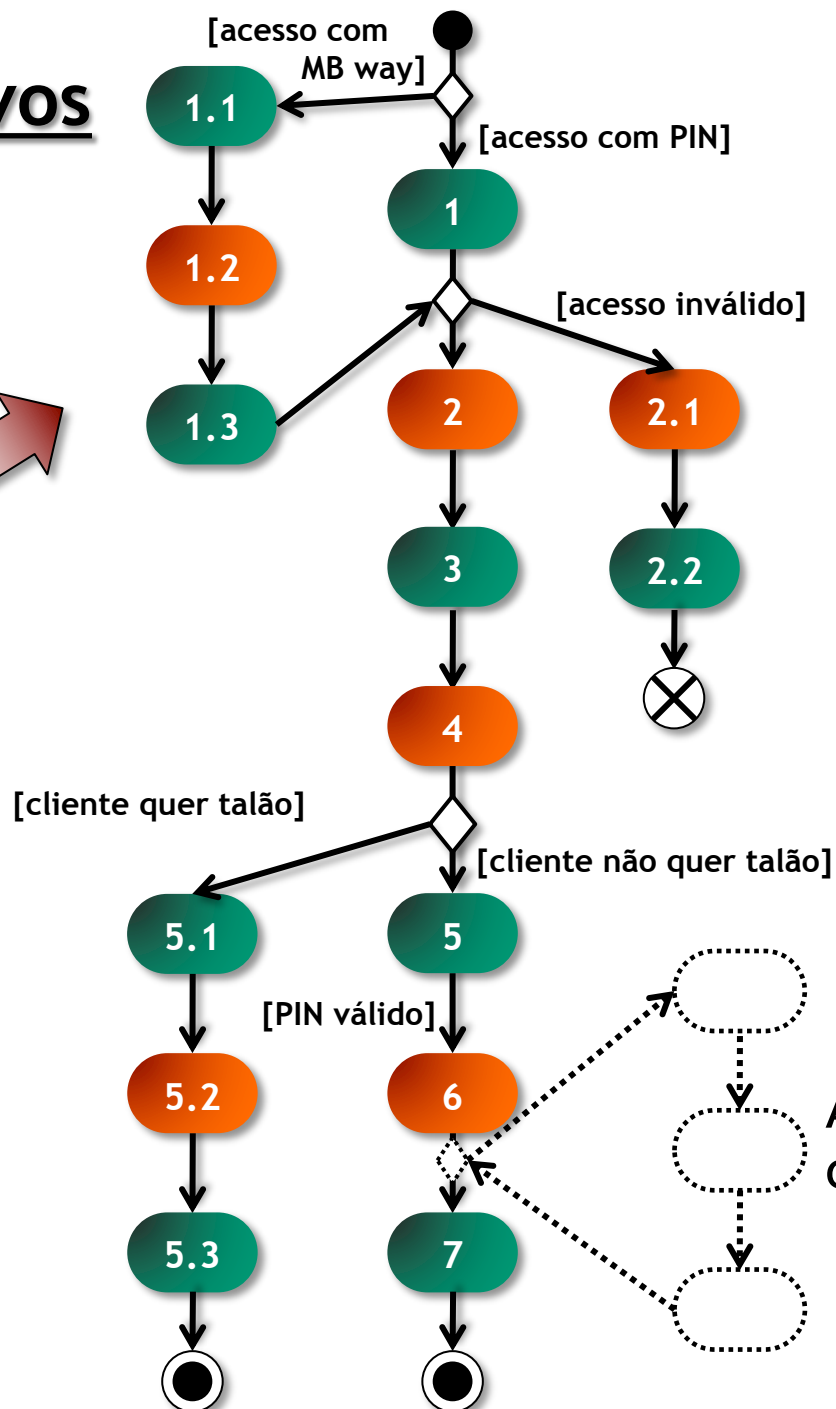 [acesso com
MB way]
vos
1.1
[acesso com PIN]
1
1.2
[acesso inválido]
1.3
2
2.1
3
2.2
4
[cliente quer talão]
[cliente não quer talão]
5.1
5
[PIN válido]
5.2
6
5.3
7